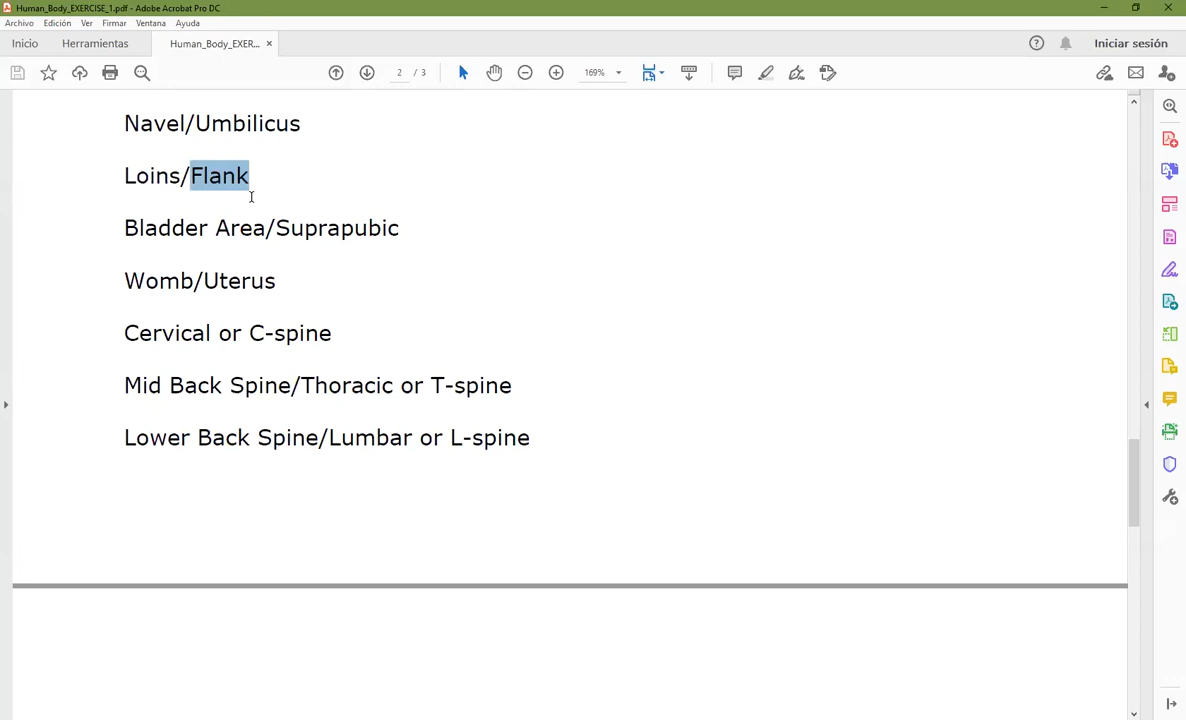 Human_Body_EXERCISE_1.pdf - Adobe Acrobat Pro DC
Archivo Edición Ver Firmar Ventana Ayuda
Inicio Herramientas Human_Body_EXER... × Iniciar sesión
2 / 3 169%
Navel/Umbilicus
Loins/Flank
Bladder Area/Suprapubic
Womb/Uterus
Cervical or C-spine
Mid Back Spine/Thoracic or T-spine
Lower Back Spine/Lumbar or L-spine